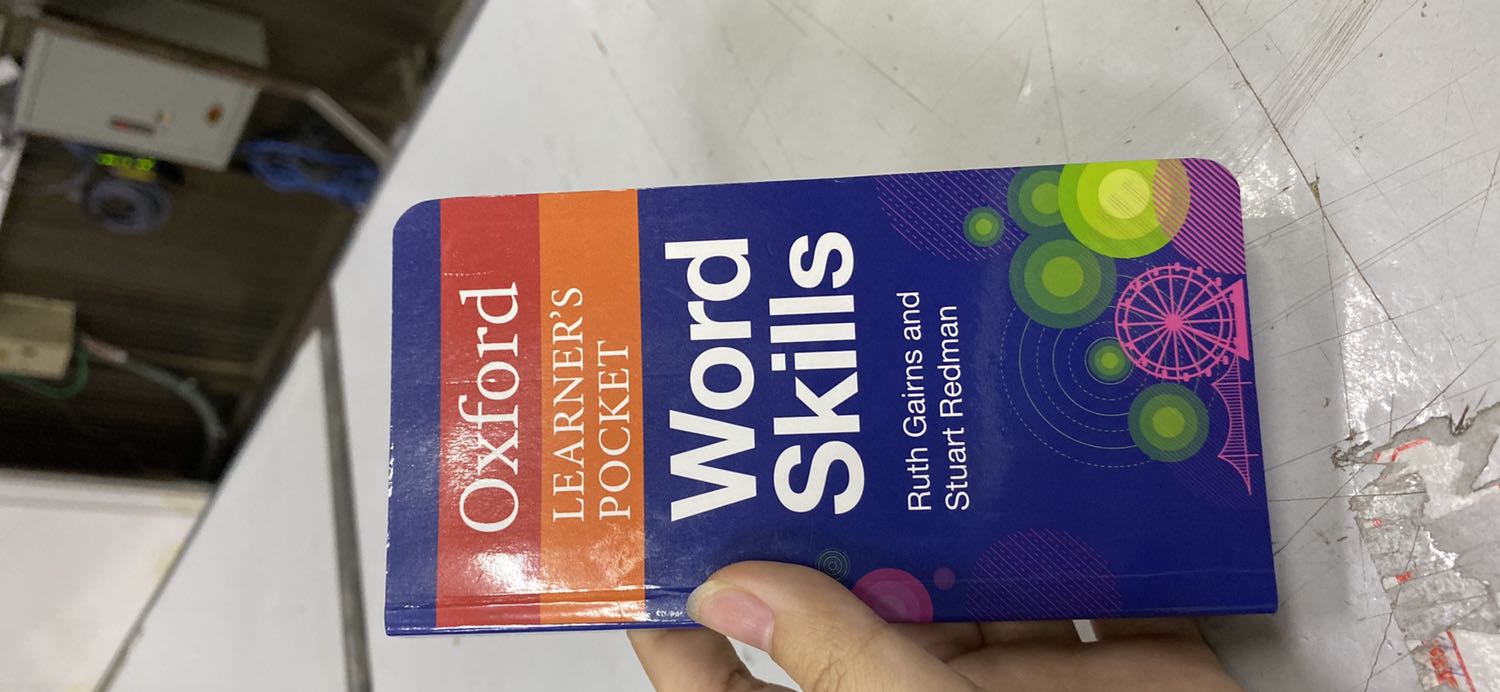 Oxford
LEARNER'S
POCKET
Word
Skills
Ruth Gairns and
Stuart Redman